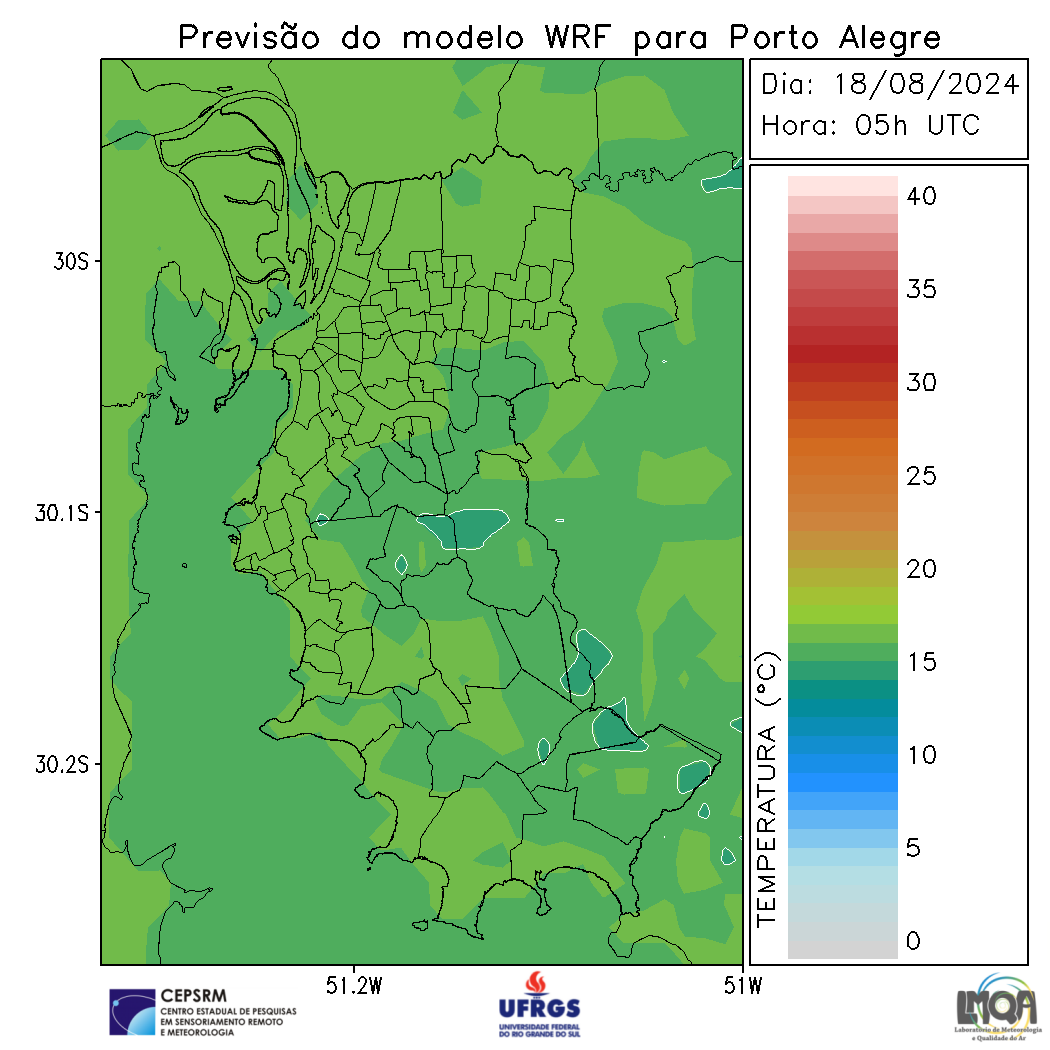 Previsão do modelo WRF para Porto Alegre
Dia: 18/08/2024
Hora: 05h UTC
40
35
30
25
20
15
10
5
0
TEMPERATURA (°C)
30S
30.1S
30.2S
51.2W
51W
CEPSRM
CENTRO ESTADUAL DE PESQUISAS
EM SENSORIAMENTO REMOTO
E METEOROLOGIA
UFRGS
UNIVERSIDADE FEDERAL
DO RIO GRANDE DO SUL
LMQA
Laboratório de Meteorologia
e Qualidade do Ar